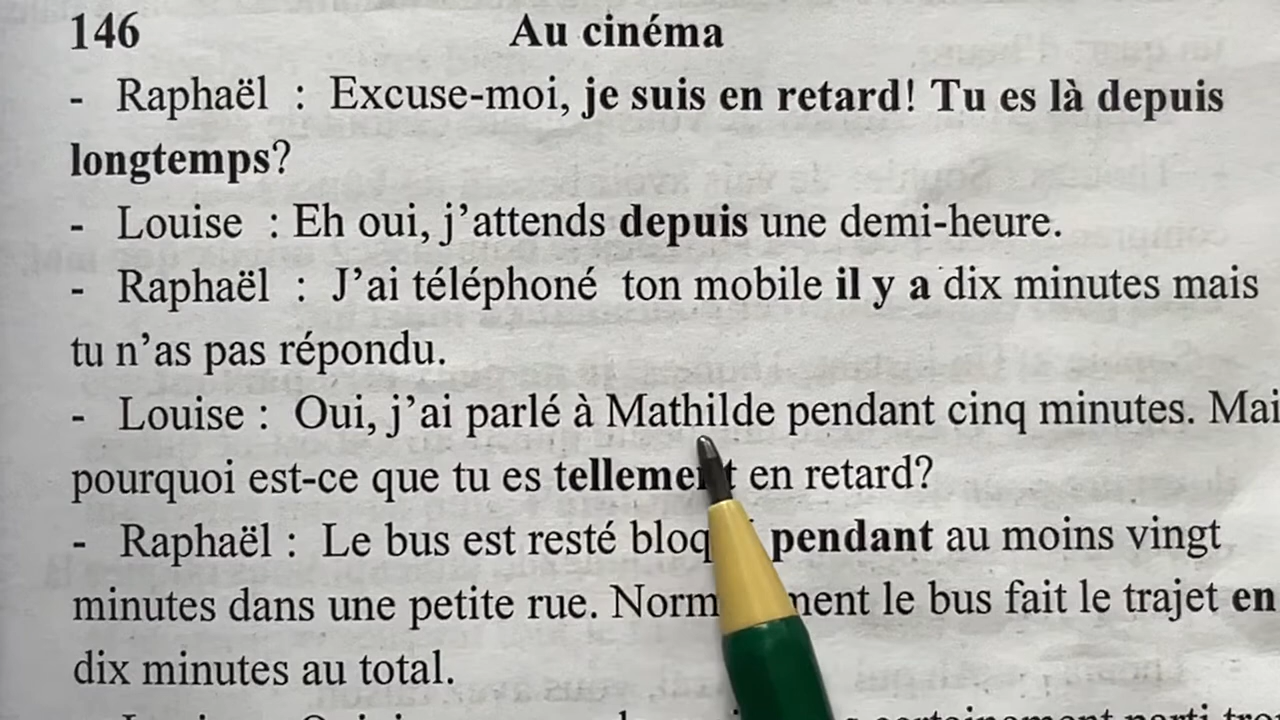 146 Au cinéma
- Raphaël : Excuse-moi, je suis en retard! Tu es là depuis
longtemps?
- Louise : Eh oui, j’attends depuis une demi-heure.
- Raphaël : J’ai téléphoné ton mobile il y a dix minutes mais
tu n’as pas répondu.
- Louise : Oui, j’ai parlé à Mathilde pendant cinq minutes. Mai
pourquoi est-ce que tu es tellement en retard?
- Raphaël : Le bus est resté pendant au moins vingt
minutes dans une petite rue. le bus fait le trajet en
dix minutes au total.